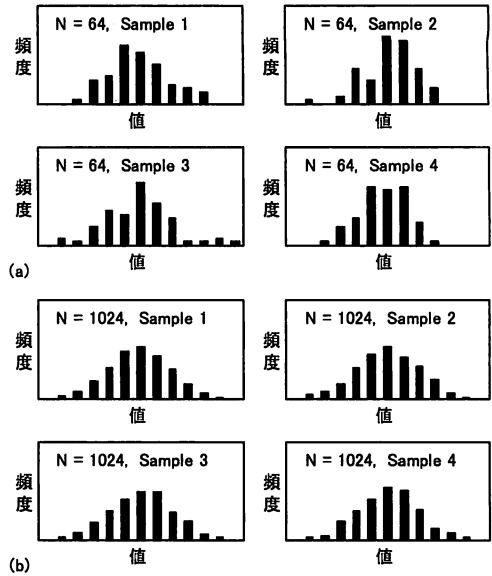 N = 64, Sample 1
頻度
値
N = 64, Sample 2
頻度
値
N = 64, Sample 3
頻度
値
N = 64, Sample 4
頻度
値
(a)
N = 1024, Sample 1
頻度
値
N = 1024, Sample 2
頻度
値
N = 1024, Sample 3
頻度
値
N = 1024, Sample 4
頻度
値
(b)